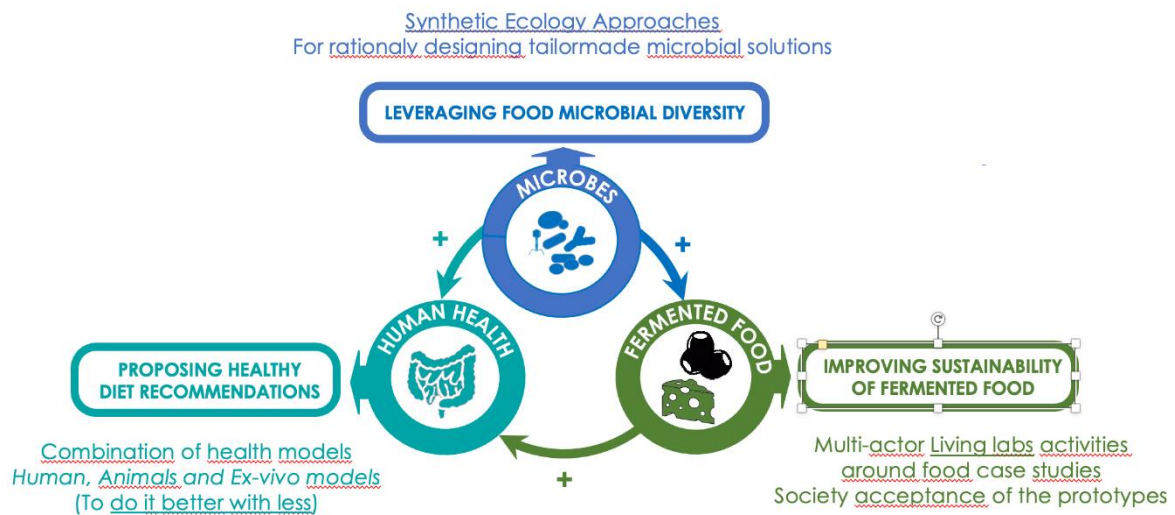 Synthetic Ecology Approaches
For rationaly designing tailormade microbial solutions
LEVERAGING FOOD MICROBIAL DIVERSITY
MICROBES
+
+
HUMAN HEALTH
FERMENTED FOOD
PROPOSING HEALTHY
DIET RECOMMENDATIONS
IMPROVING SUSTAINABILITY
OF FERMENTED FOOD
Combination of health models
Human, Animals and Ex-vivo models
(To do it better with less)
+
Multi-actor Living labs activities
around food case studies
Society acceptance of the prototypes